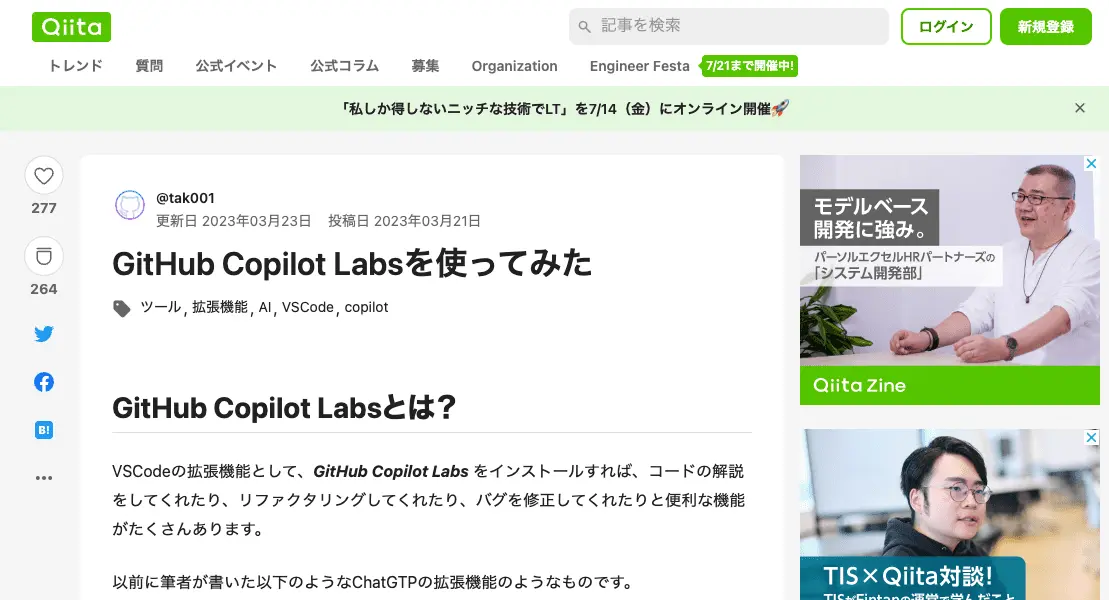 Qiita
記事を検索
ログイン
新規登録
トレンド 質問 公式イベント 公式コラム 募集 Organization Engineer Festa 7/21まで開催中!
「私しか得しないニッチな技術でLT」を7/14（金）にオンライン開催🚀
277
264
B!
@tak001
更新日 2023年03月23日 投稿日 2023年03月21日
GitHub Copilot Labsを使ってみた
ツール, 拡張機能, AI, VSCode, copilot
GitHub Copilot Labsとは？
VSCodeの拡張機能として、GitHub Copilot Labs をインストールすれば、コードの解説
をしてくれたり、リファクタリングしてくれたり、バグを修正してくれたりと便利な機能
がたくさんあります。
以前に筆者が書いた以下のようなChatGTPの拡張機能のようなものです。
モデルベース
開発に強み。
パーソルエクセルHRパートナーズの
「システム開発部」
Qiita Zine
TIS×Qiita対談!
TISがFintanの運営で学んだこと